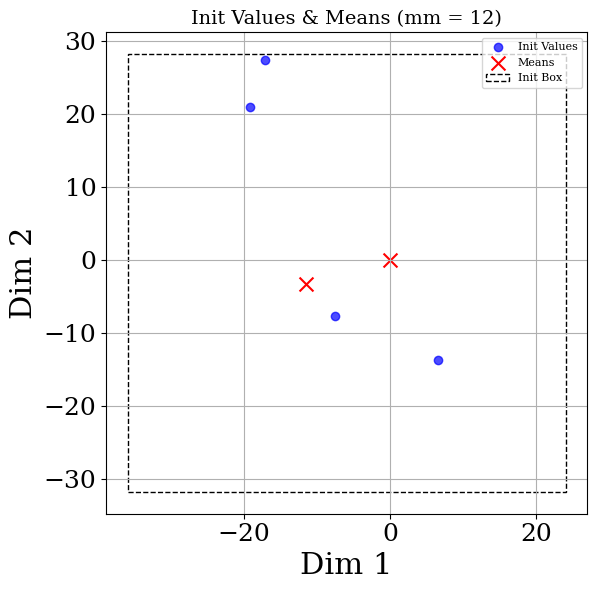 Init Values & Means (mm = 12)
Init Values
Means
Init Box
30
20
10
0
−10
−20
−30
Dim 2
−20
0
20
Dim 1